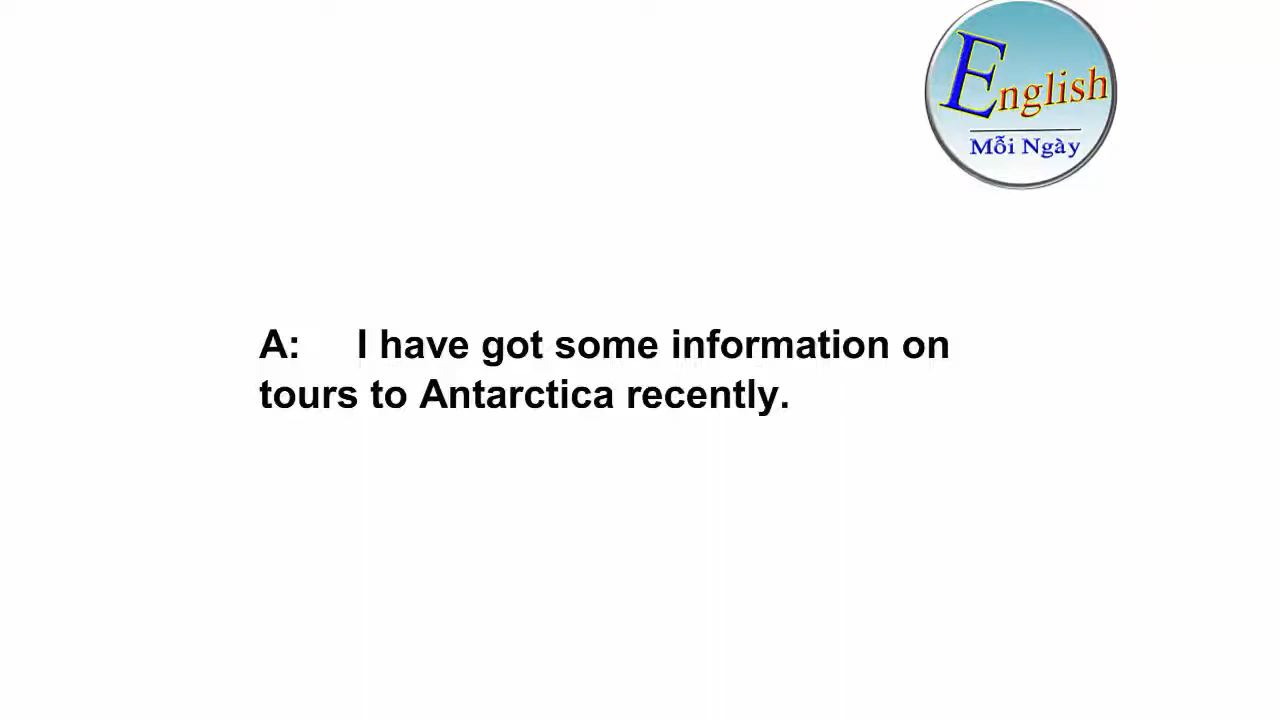 English
Mỗi Ngày
A: I have got some information on
tours to Antarctica recently.